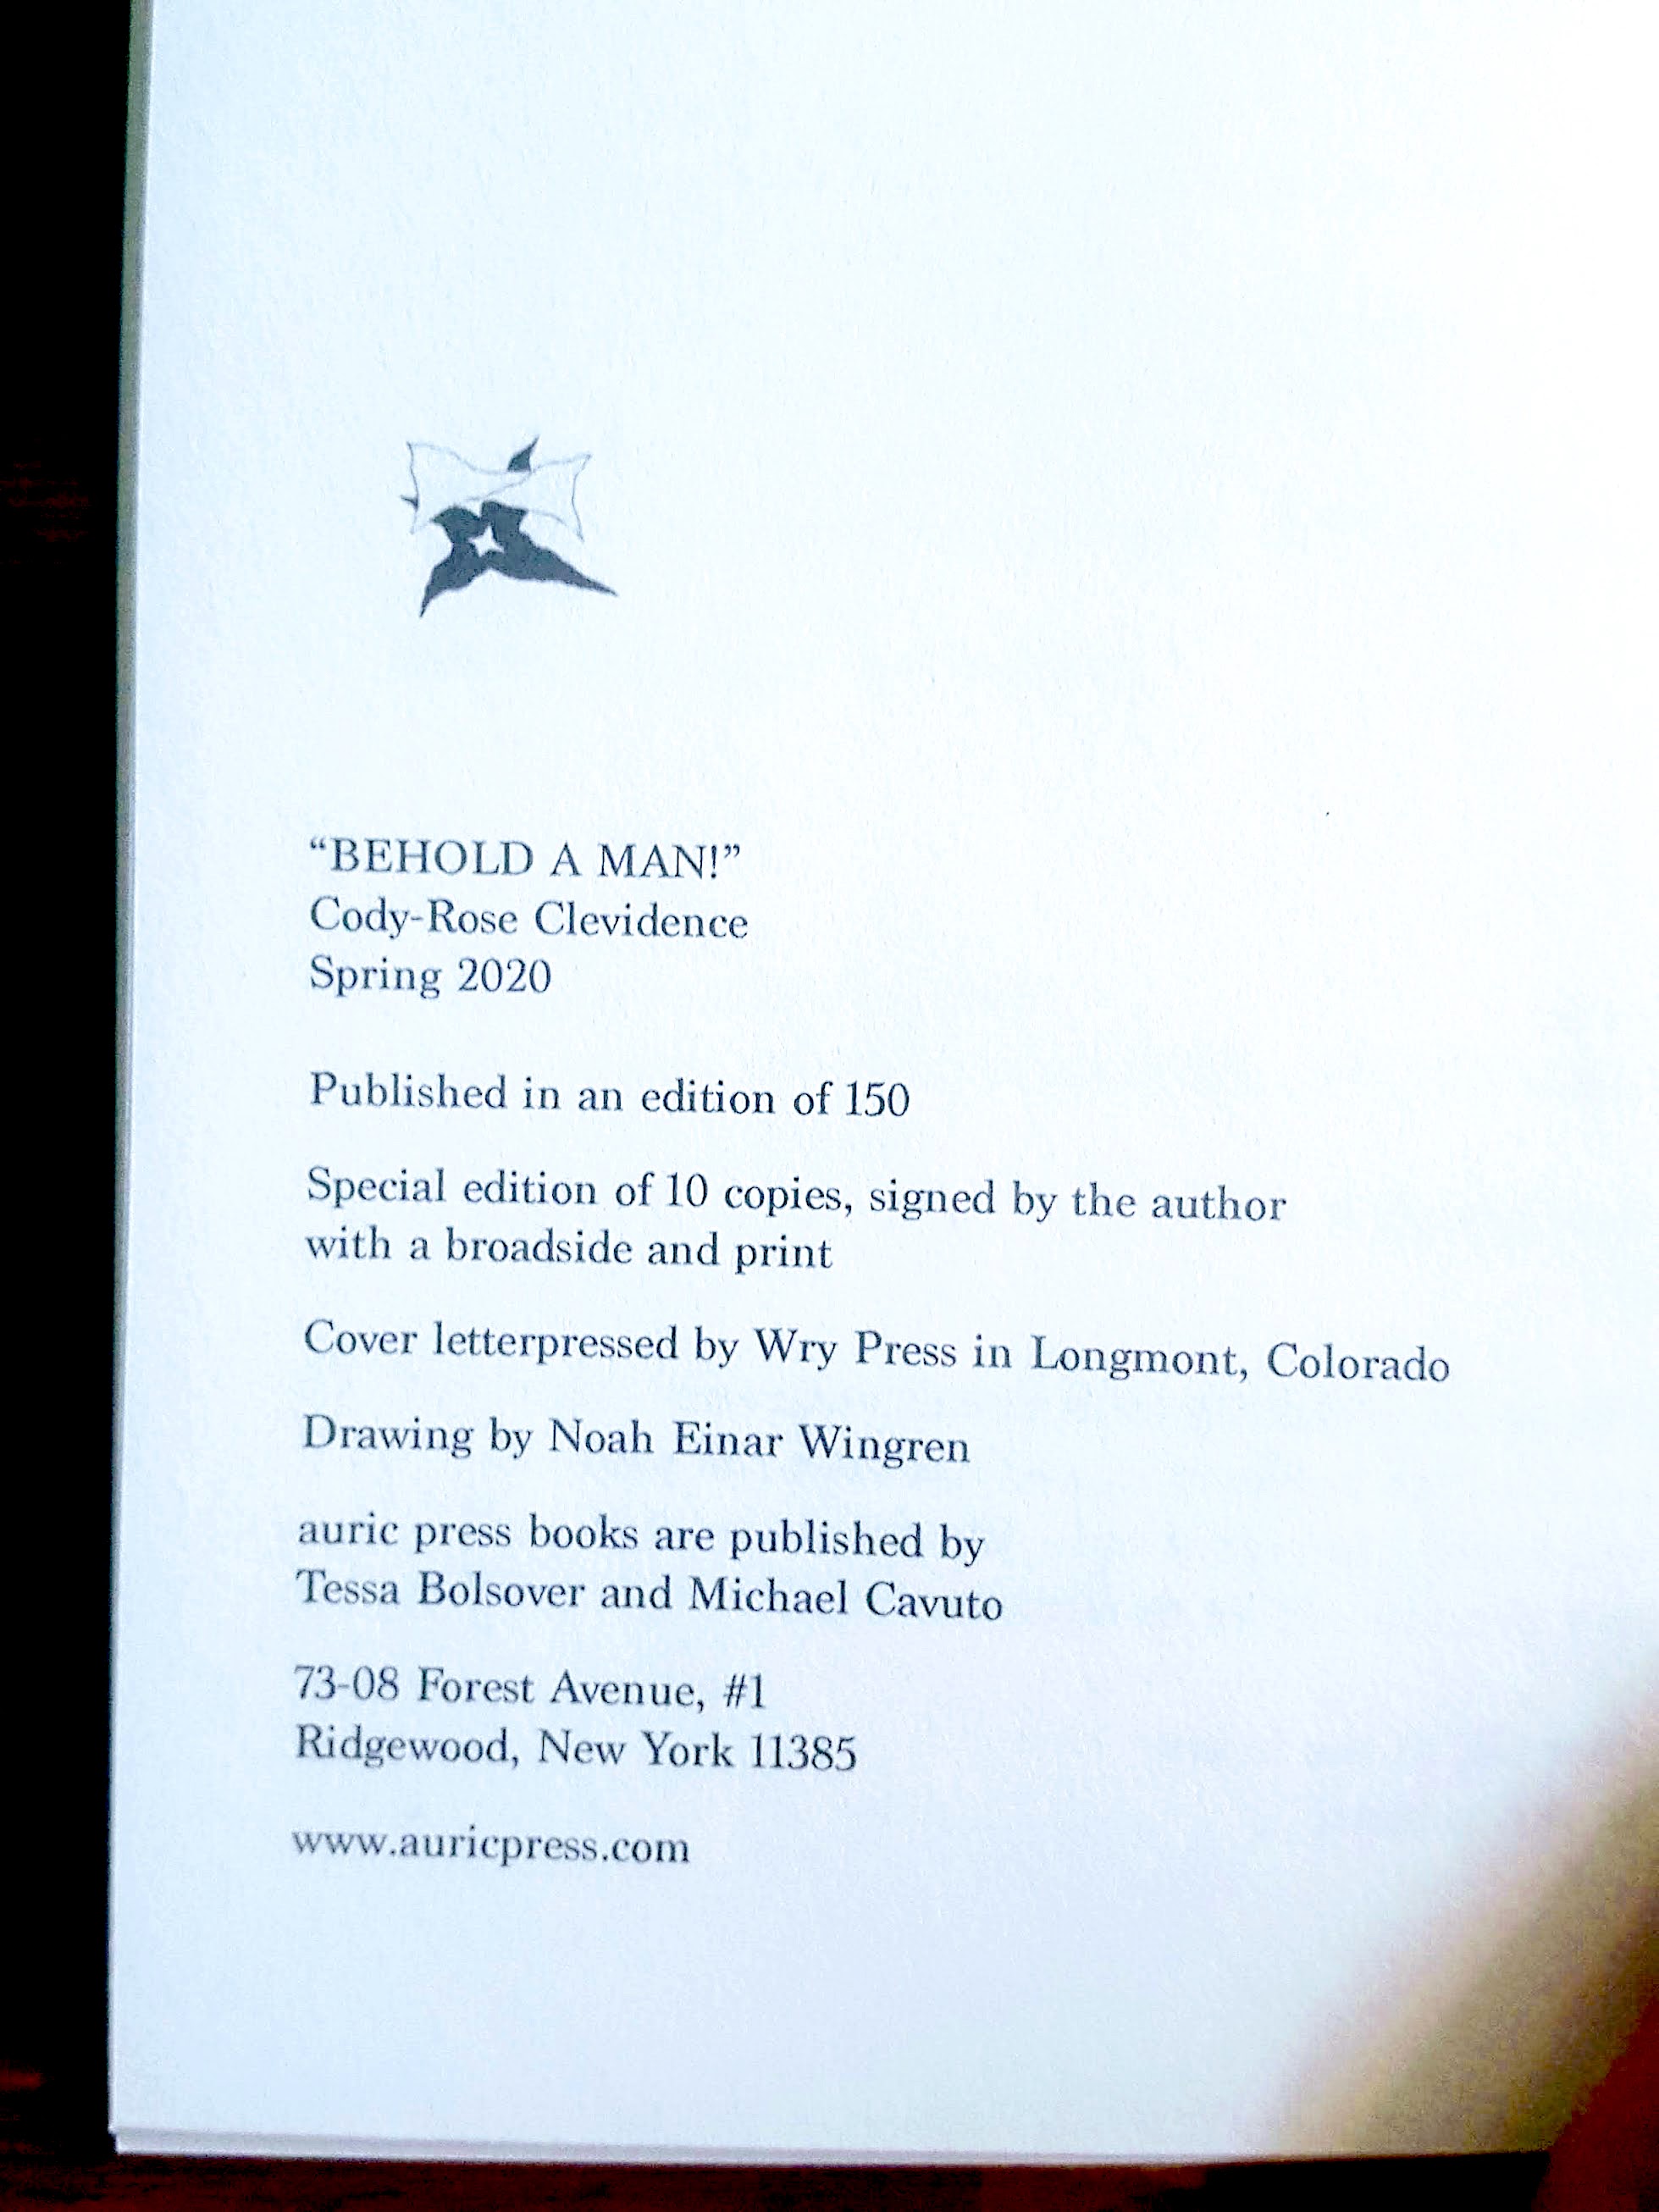 “BEHOLD A MAN!”
Cody-Rose Clevidence
Spring 2020
Published in an edition of 150
Special edition of 10 copies, signed by the author
with a broadside and print
Cover letterpressed by Wry Press in Longmont, Colorado
Drawing by Noah Einar Wingren
auric press books are published by
Tessa Bolsover and Michael Cavuto
73-08 Forest Avenue, #1
Ridgewood, New York 11385
www.auricpress.com